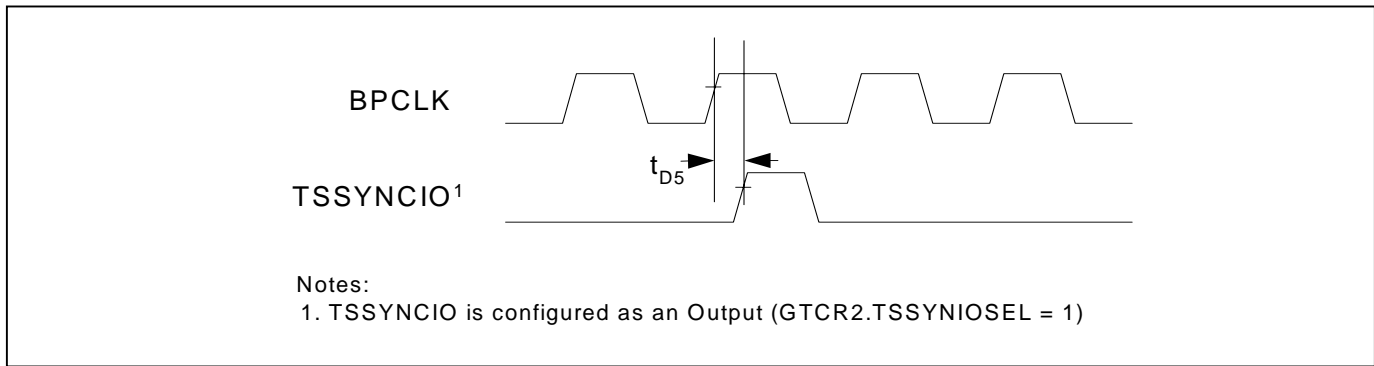 BPCLK
tD5
TSSYNCIO1
Notes:
1. TSSYNCIO is configured as an Output (GTCR2.TSSYNIOSEL = 1)